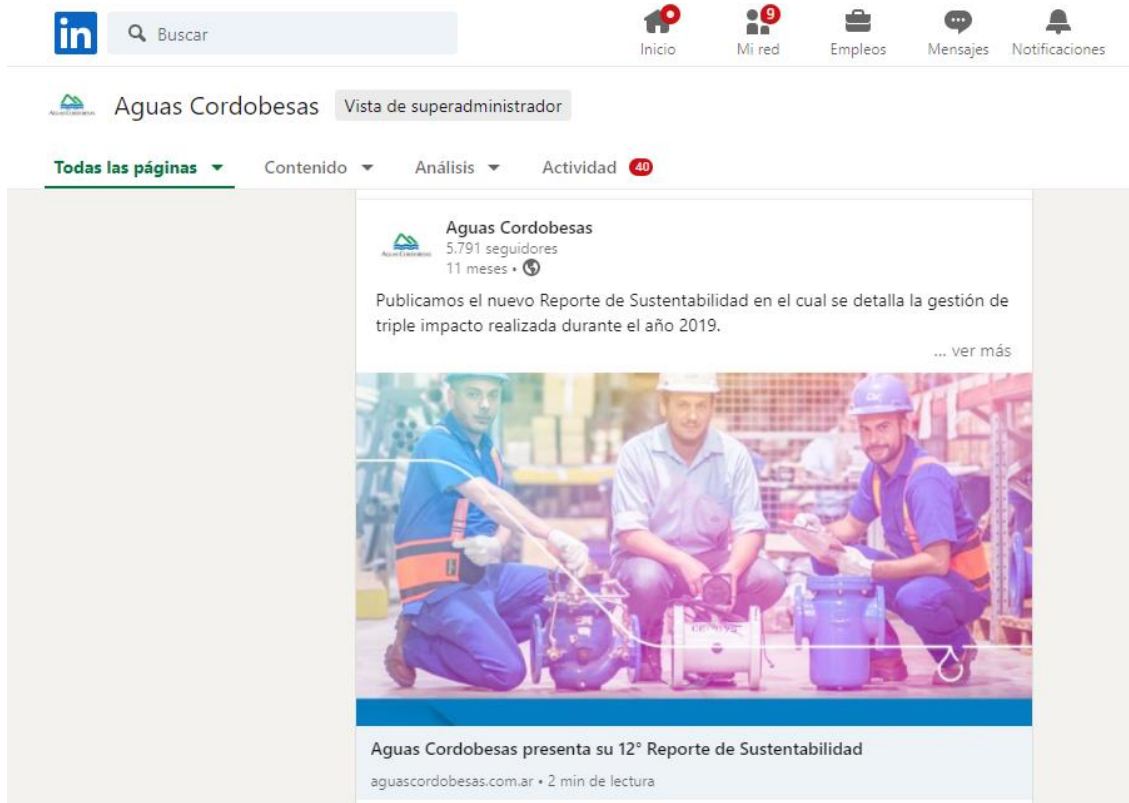 in
Buscar
Inicio
9
Mi red
Empleos
Mensajes
Notificaciones
Aguas Cordobesas Vista de superadministrador
Todas las páginas Contenido Análisis Actividad 40
Aguas Cordobesas
5.791 seguidores
11 meses •
Publicamos el nuevo Reporte de Sustentabilidad en el cual se detalla la gestión de
triple impacto realizada durante el año 2019.
... ver más
Aguas Cordobesas presenta su 12° Reporte de Sustentabilidad
aguascordobesas.com.ar • 2 min de lectura